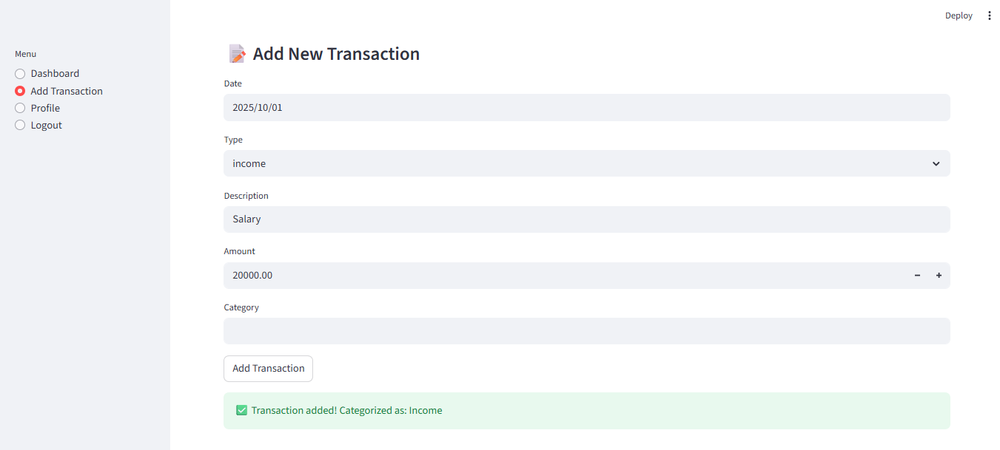 Deploy
Menu
Dashboard
Add Transaction
Profile
Logout
Add New Transaction
Date
2025/10/01
Type
income
Description
Salary
Amount
20000.00
Category
Add Transaction
Transaction added! Categorized as: Income